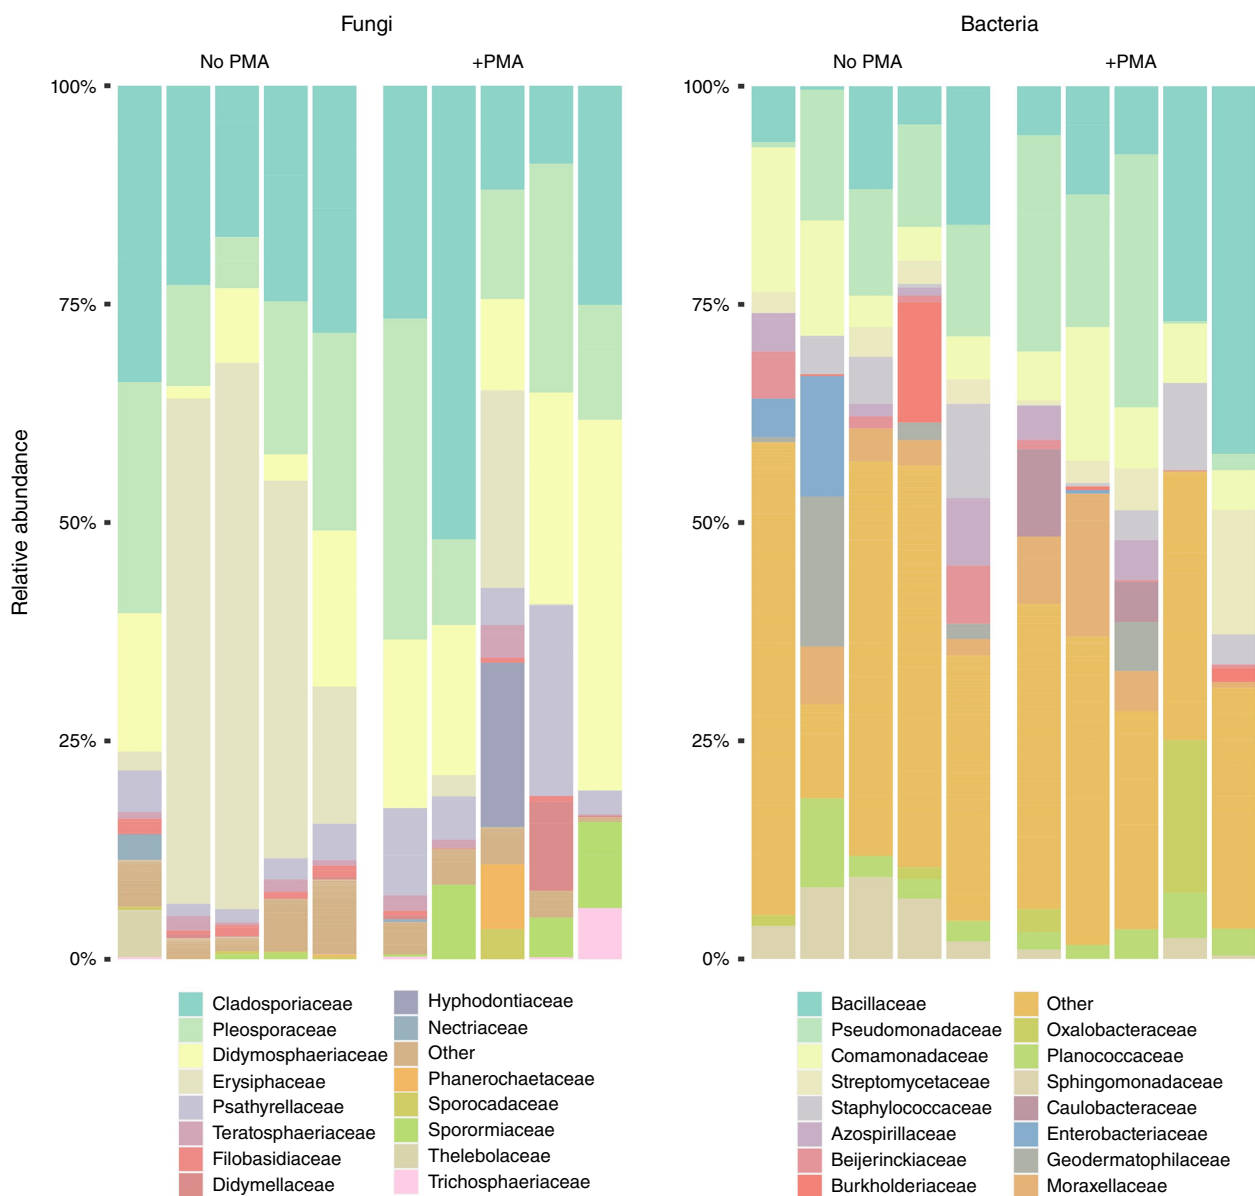 Fungi
Bacteria
No PMA
+PMA
No PMA
+PMA
Relative abundance
100%
75%
50%
25%
0%
100%
75%
50%
25%
0%
Cladosporiaceae
Pleosporaceae
Didymosphaeriaceae
Erysiphaceae
Psathyrellaceae
Teratosphaeriaceae
Filobasidiaceae
Didymellaceae
Hyphodontiaceae
Nectriaceae
Other
Phanerochaetaceae
Sporocadaceae
Sporormiaceae
Thelebolaceae
Trichosphaeriaceae
Bacillaceae
Pseudomonadaceae
Comamonadaceae
Streptomycetaceae
Staphylococcaceae
Azospirillaceae
Beijerinckiaceae
Burkholderiaceae
Other
Oxalobacteraceae
Planococcaceae
Sphingomonadaceae
Caulobacteraceae
Enterobacteriaceae
Geodermatophilaceae
Moraxellaceae